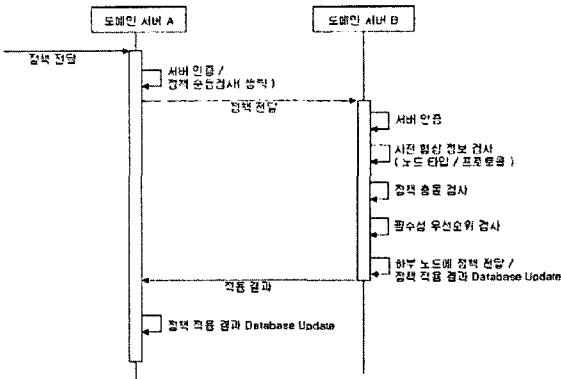 도메인 서버 A
도메인 서버 B
정책 전달
서버 인증 /
정책 충돌검사( 생략 )
정책 전달
서버 인증
사전 협상 정보 검사
( 노드 타입 / 프로토콜 )
정책 충돌 검사
필수성 우선순위 검사
하부 노드에 정책 전달 /
정책 적용 결과 Database Update
적용 결과
정책 적용 결과 Database Update